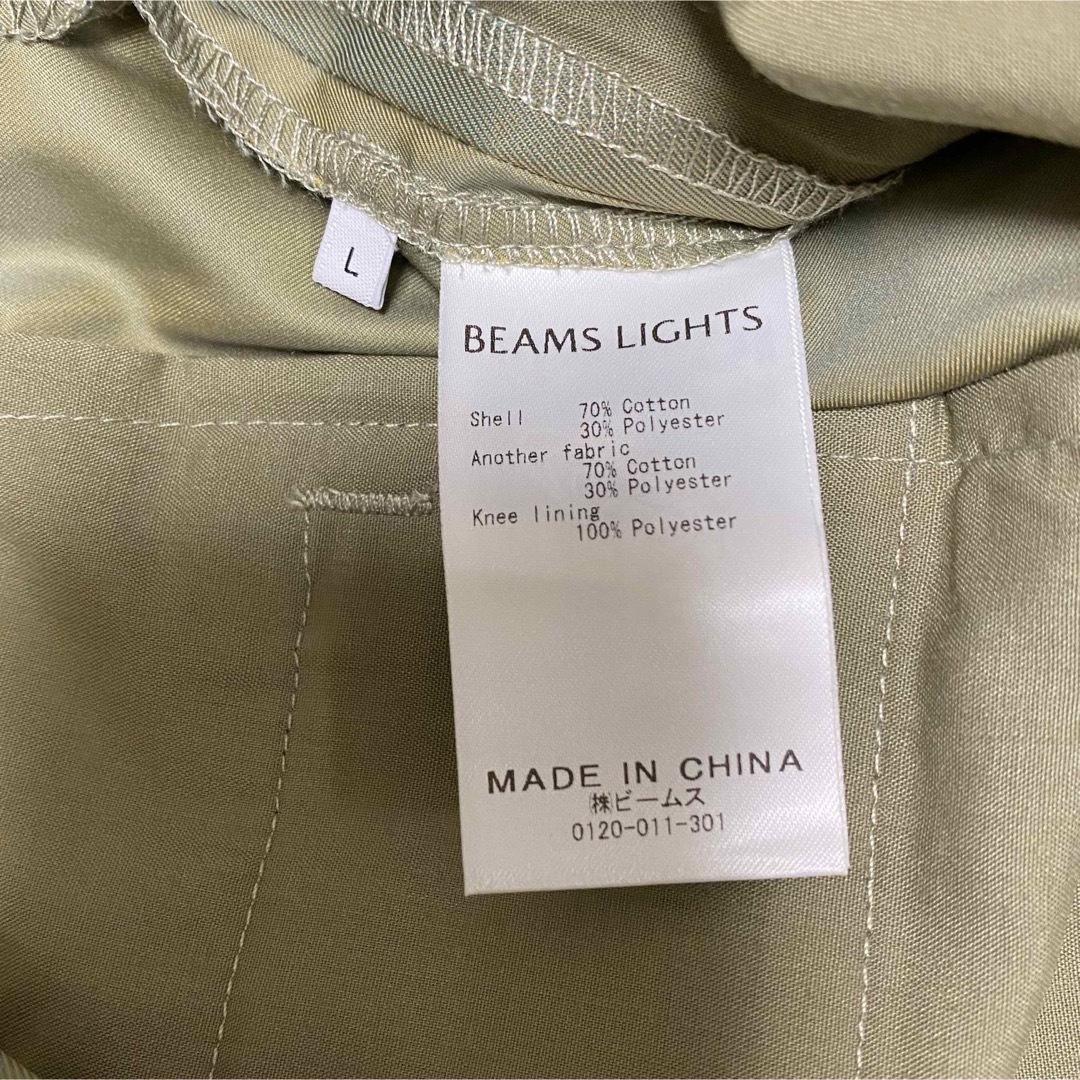 L
BEAMS LIGHTS
Shell 70% Cotton
30% Polyester
Another fabric
70% Cotton
30% Polyester
Knee lining
100% Polyester
MADE IN CHINA
㈱ビームス
0120-011-301